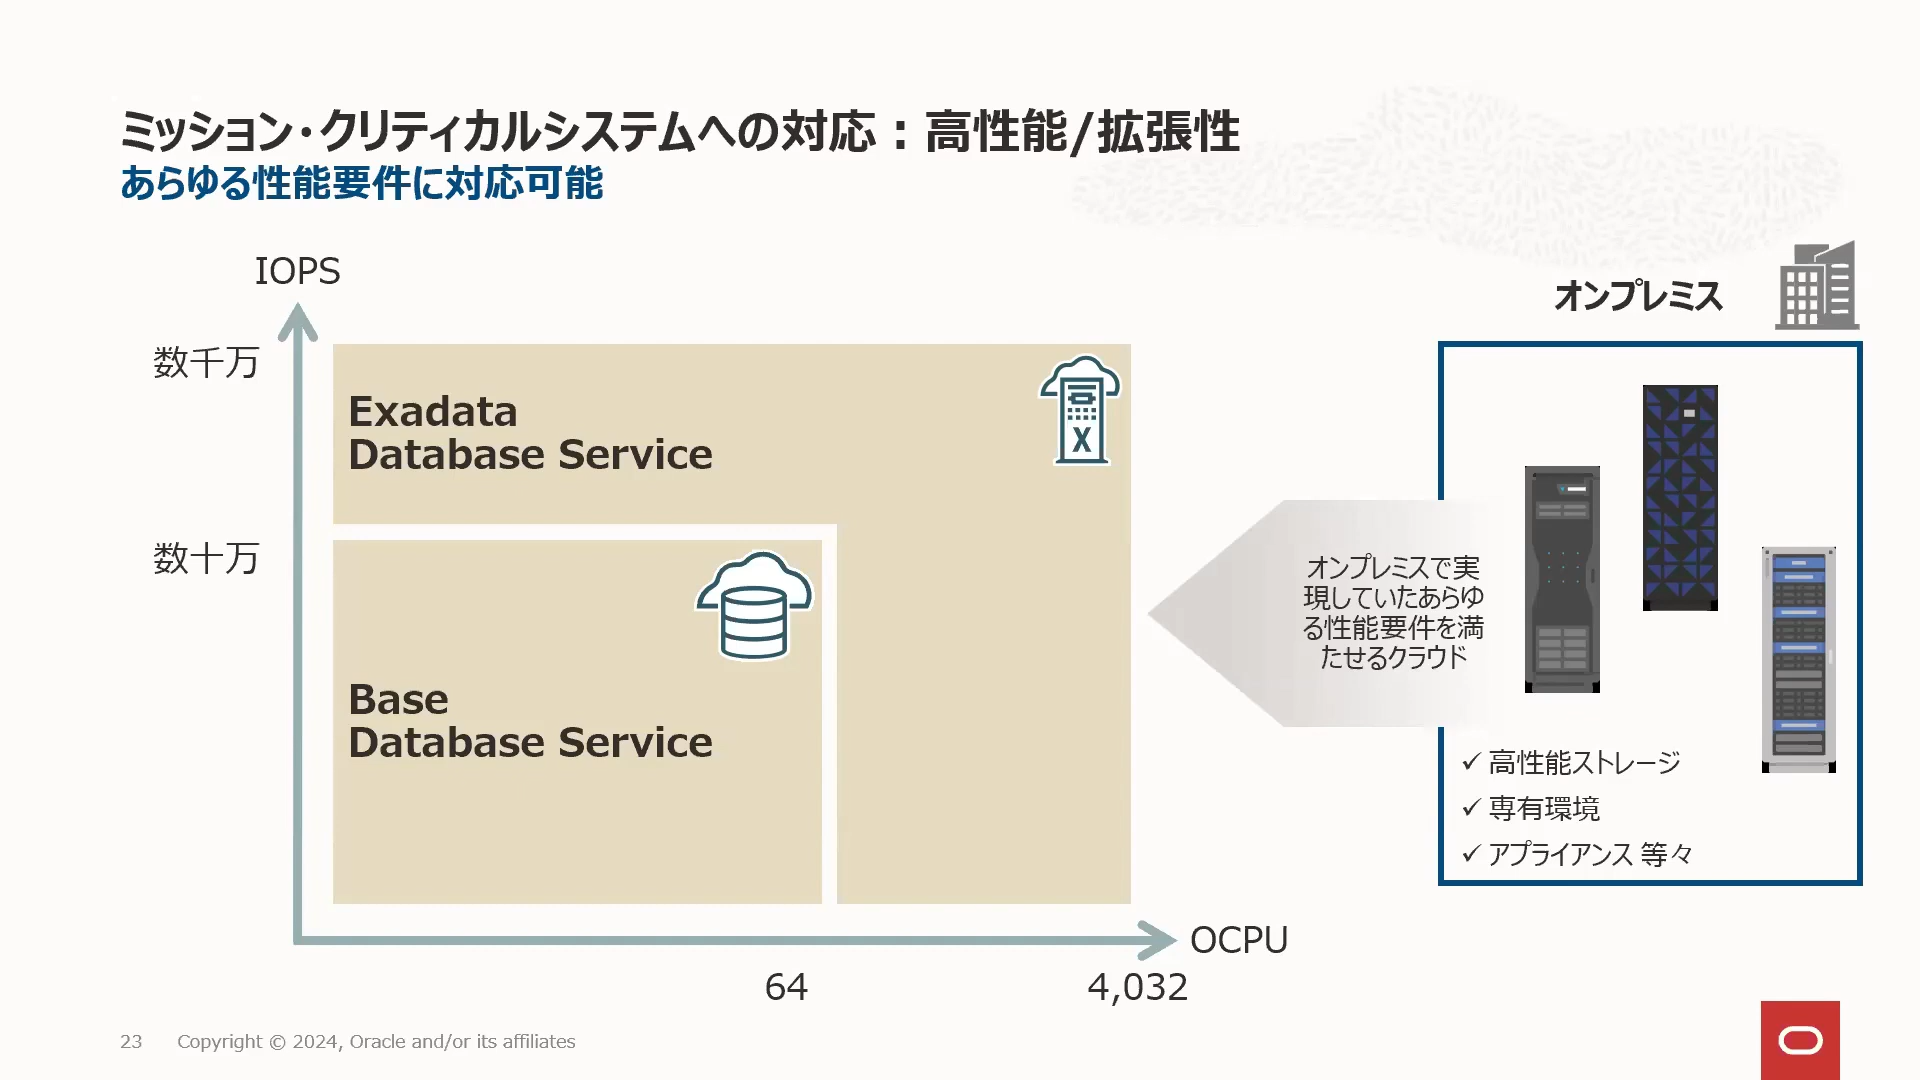 ミッション・クリティカルシステムへの対応：高性能/拡張性
あらゆる性能要件に対応可能
IOPS
数千万
数十万
Exadata
Database Service
X
Base
Database Service
OCPU
64
4,032
オンプレミスで実
現していたあらゆ
る性能要件を満
たせるクラウド
オンプレミス
✓ 高性能ストレージ
✓ 専有環境
✓ アプライアンス 等々
23 Copyright © 2024, Oracle and/or its affiliates